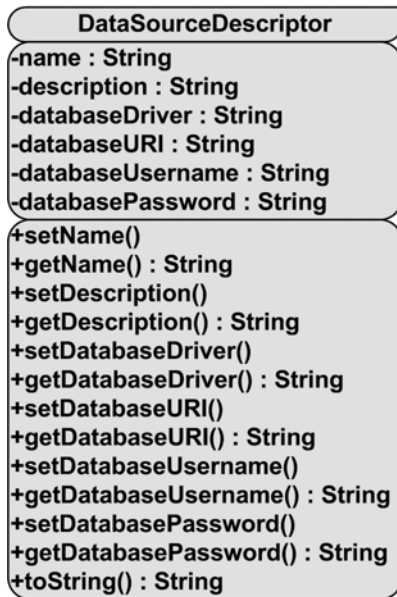 DataSourceDescriptor
-name : String
-description : String
-databaseDriver : String
-databaseURI : String
-databaseUsername : String
-databasePassword : String
+setName()
+getName() : String
+setDescription()
+getDescription() : String
+setDatabaseDriver()
+getDatabaseDriver() : String
+setDatabaseURI()
+getDatabaseURI() : String
+setDatabaseUsername()
+getDatabaseUsername() : String
+setDatabasePassword()
+getDatabasePassword() : String
+toString() : String